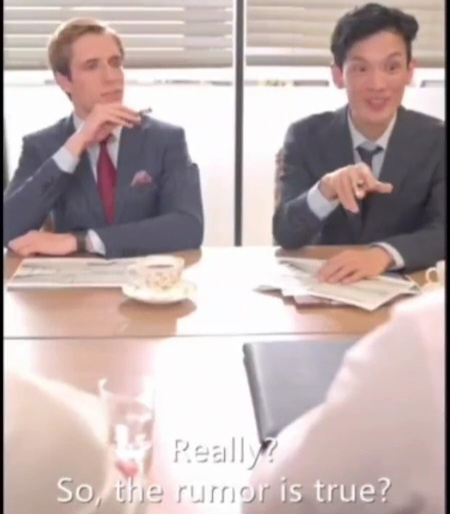 Really?
So, the rumor is true?